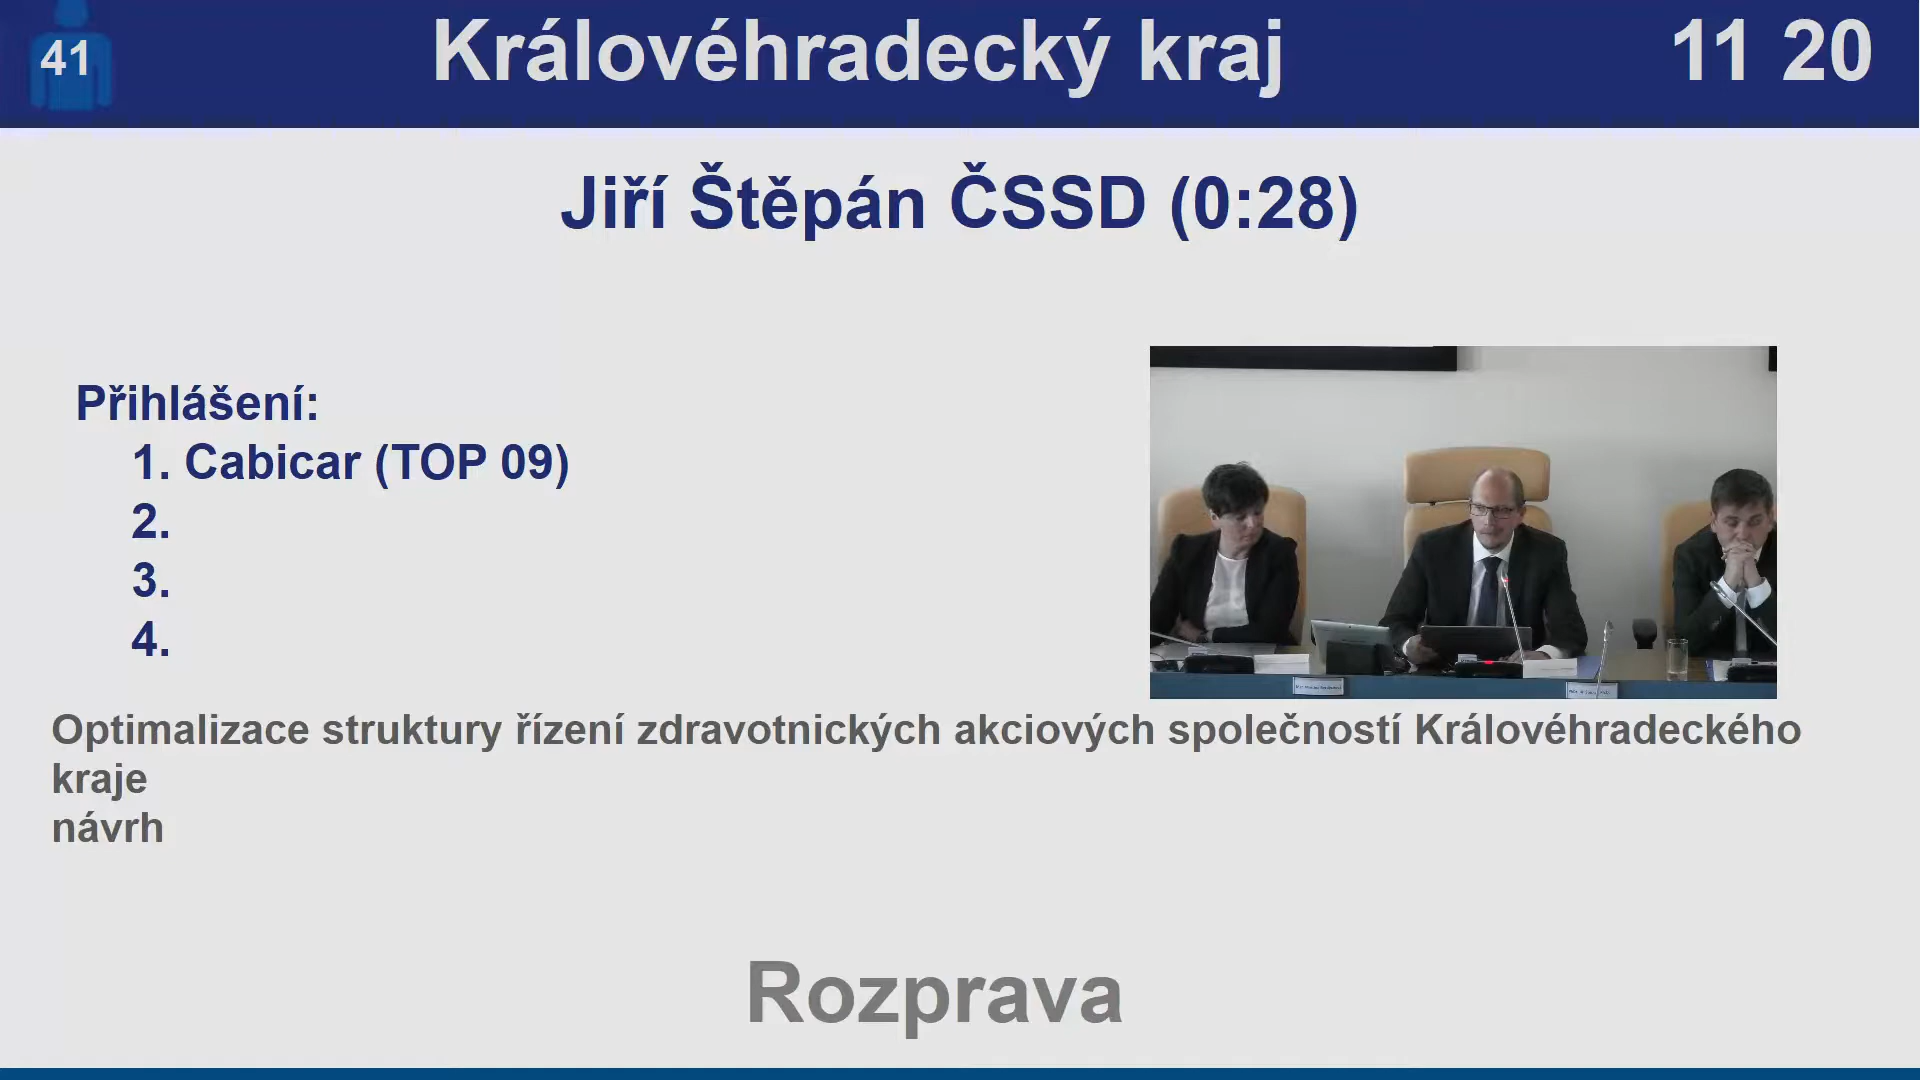 41
Královéhradecký kraj
11 20
Jiří Štěpán ČSSD (0:28)
Přihlášení:
1. Cabicar (TOP 09)
2.
3.
4.
Optimalizace struktury řízení zdravotnických akciových společností Královéhradeckého
kraje
návrh
Rozprava